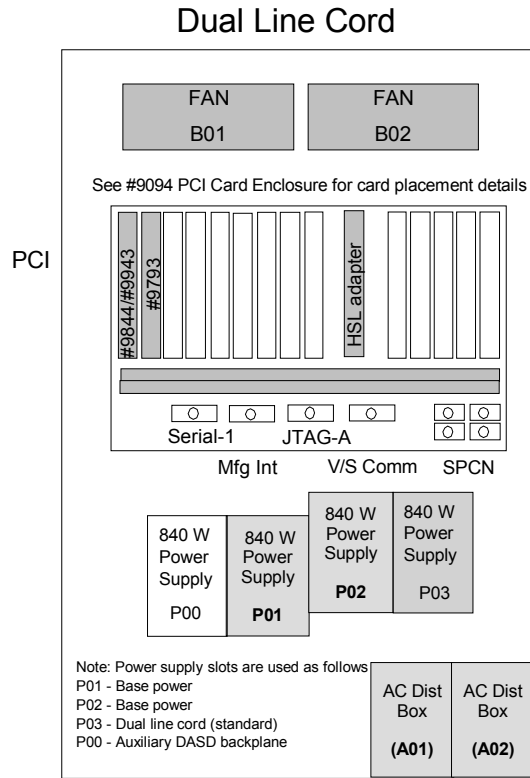 Dual Line Cord
FAN
B01
FAN
B02
See #9094 PCI Card Enclosure for card placement details
PCI
#9844/#9943
#9793
HSL adapter
Serial-1
JTAG-A
Mfg Int
V/S Comm
SPCN
840 W
Power
Supply
P00
840 W
Power
Supply
P01
840 W
Power
Supply
P02
840 W
Power
Supply
P03
Note: Power supply slots are used as follows
P01 - Base power
P02 - Base power
P03 - Dual line cord (standard)
P00 - Auxiliary DASD backplane
AC Dist
Box
(A01)
AC Dist
Box
(A02)